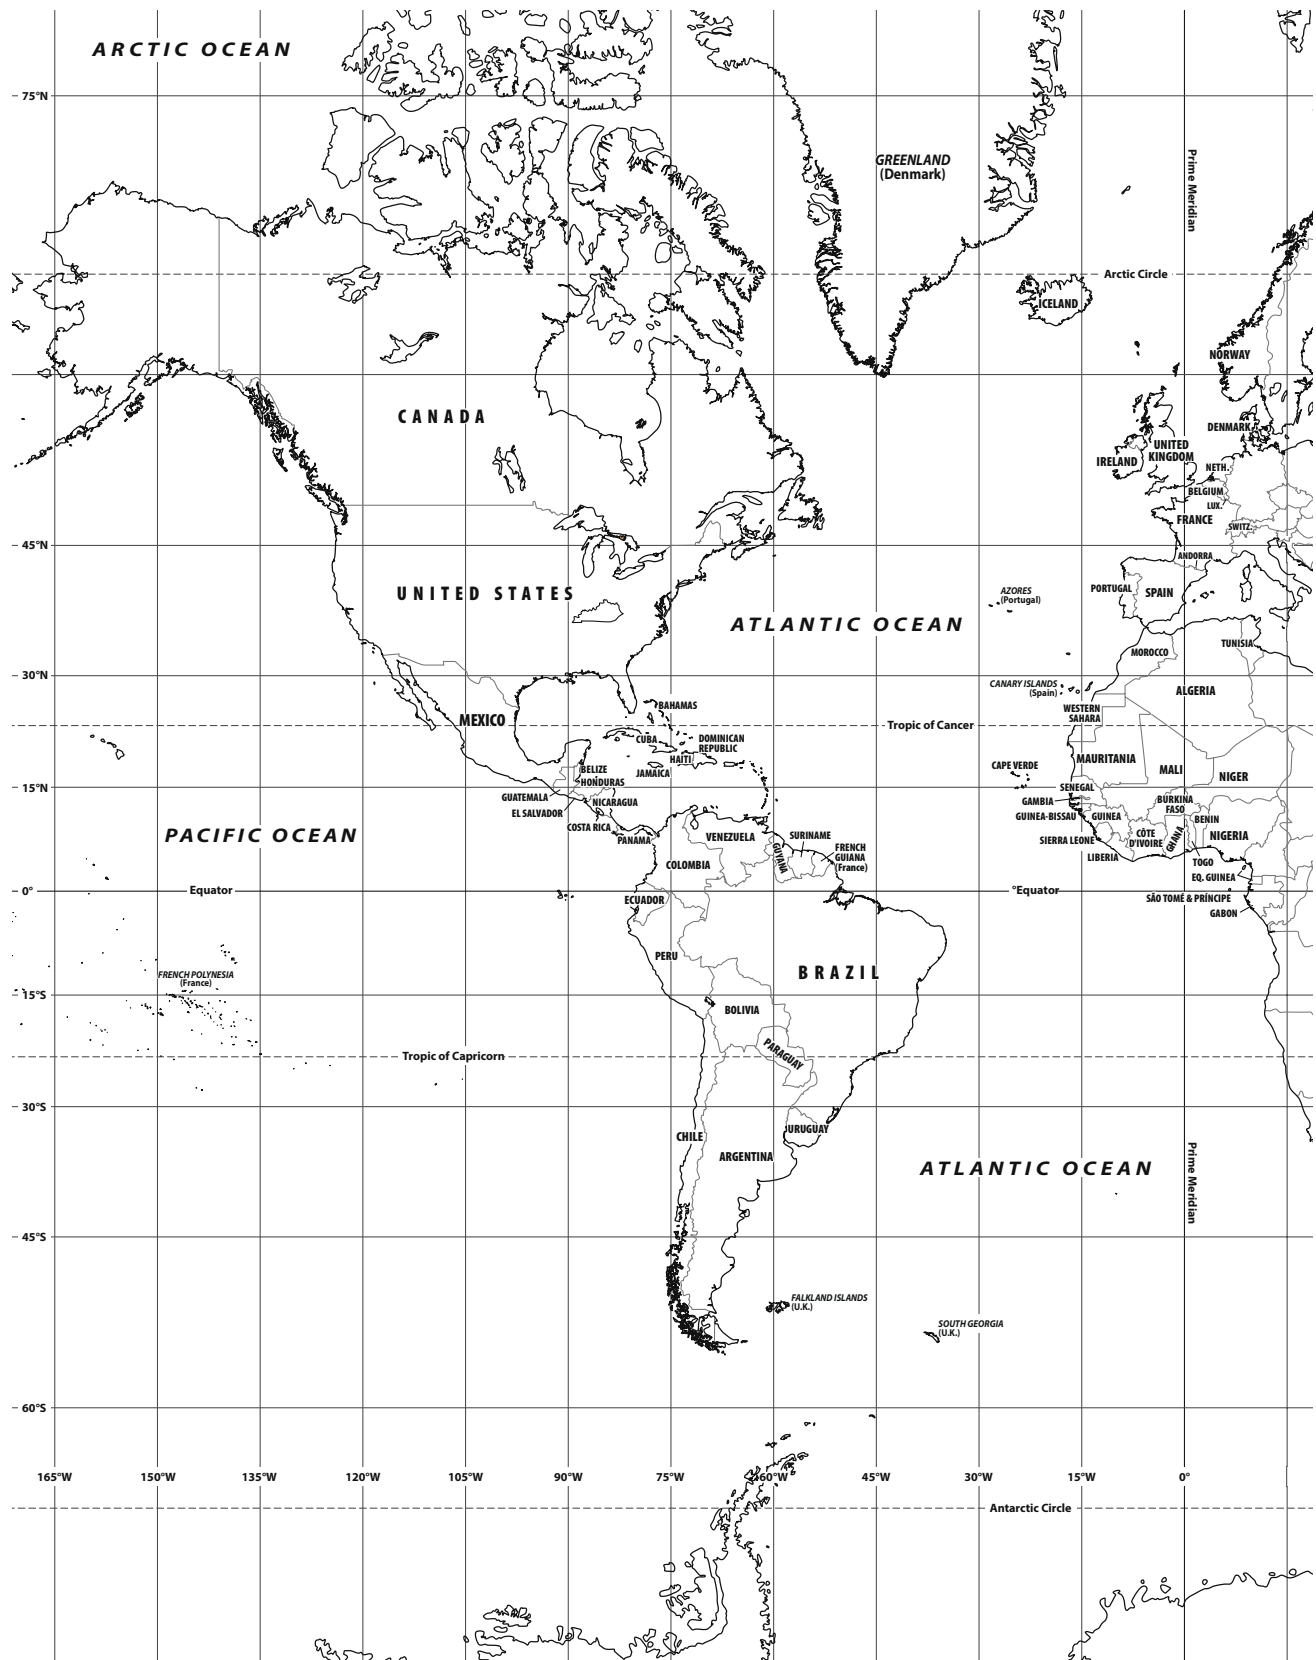 ARCTIC OCEAN
75°N
GREENLAND
(Denmark)
Prime Meridian
Arctic Circle
ICELAND
NORWAY
CANADA
DENMARK
UNITED
KINGDOM
IRELAND
NETH.
BELGIUM
LUX.
FRANCE
SWITZ.
45°N
ANDORRA
UNITED STATES
AZORES
(Portugal)
PORTUGAL
SPAIN
ATLANTIC OCEAN
TUNISIA
MOROCCO
30°N
CANARY ISLANDS
(Spain)
ALGERIA
BAHAMAS
WESTERN
SAHARA
MEXICO
Tropic of Cancer
CUBA
DOMINICAN
REPUBLIC
HAITI
JAMAICA
BELIZE
HONDURAS
CAPE VERDE
MAURITANIA
MALI
NIGER
15°N
SENEGAL
GUATEMALA
NICARAGUA
GAMBIA
BURKINA
FASO
EL SALVADOR
GUINEA-BISSAU
GUINEA
BENIN
COSTA RICA
PANAMA
PACIFIC OCEAN
VENEZUELA
SURINAME
GUYANA
FRENCH
GUIANA
(France)
SIERRA LEONE
CÔTE
D'IVOIRE
GHANA
NIGERIA
LIBERIA
TOGO
COLOMBIA
EQ. GUINEA
0°
Equator
°Equator
ECUADOR
SÃO TOMÉ & PRÍNCIPE
GABON
PERU
BRAZIL
FRENCH POLYNESIA
(France)
15°S
BOLIVIA
PARAGUAY
Tropic of Capricorn
30°S
CHILE
URUGUAY
ARGENTINA
ATLANTIC OCEAN
Prime Meridian
45°S
FALKLAND ISLANDS
(U.K.)
SOUTH GEORGIA
(U.K.)
60°S
165°W 150°W 135°W 120°W 105°W 90°W 75°W 60°W 45°W 30°W 15°W 0°
Antarctic Circle